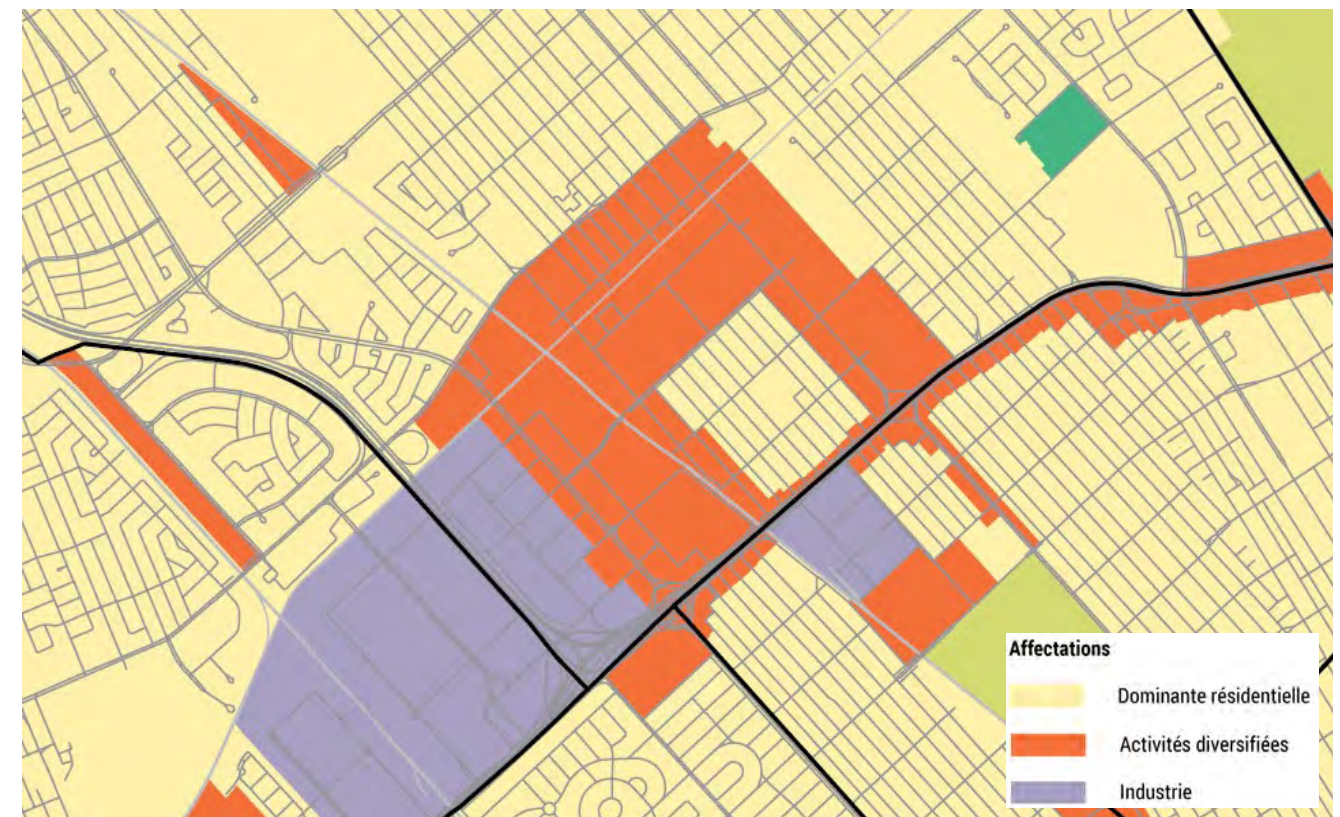 Affectations
Dominante résidentielle
Activités diversifiées
Industrie